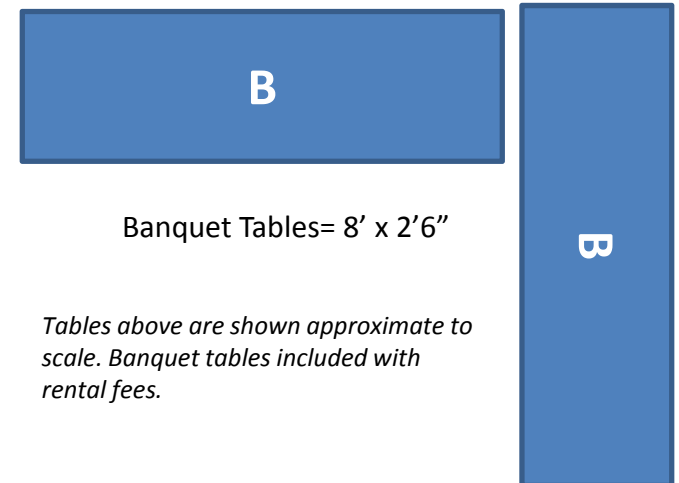 B
Banquet Tables= 8’ x 2’6”
B
Tables above are shown approximate to
scale. Banquet tables included with
rental fees.